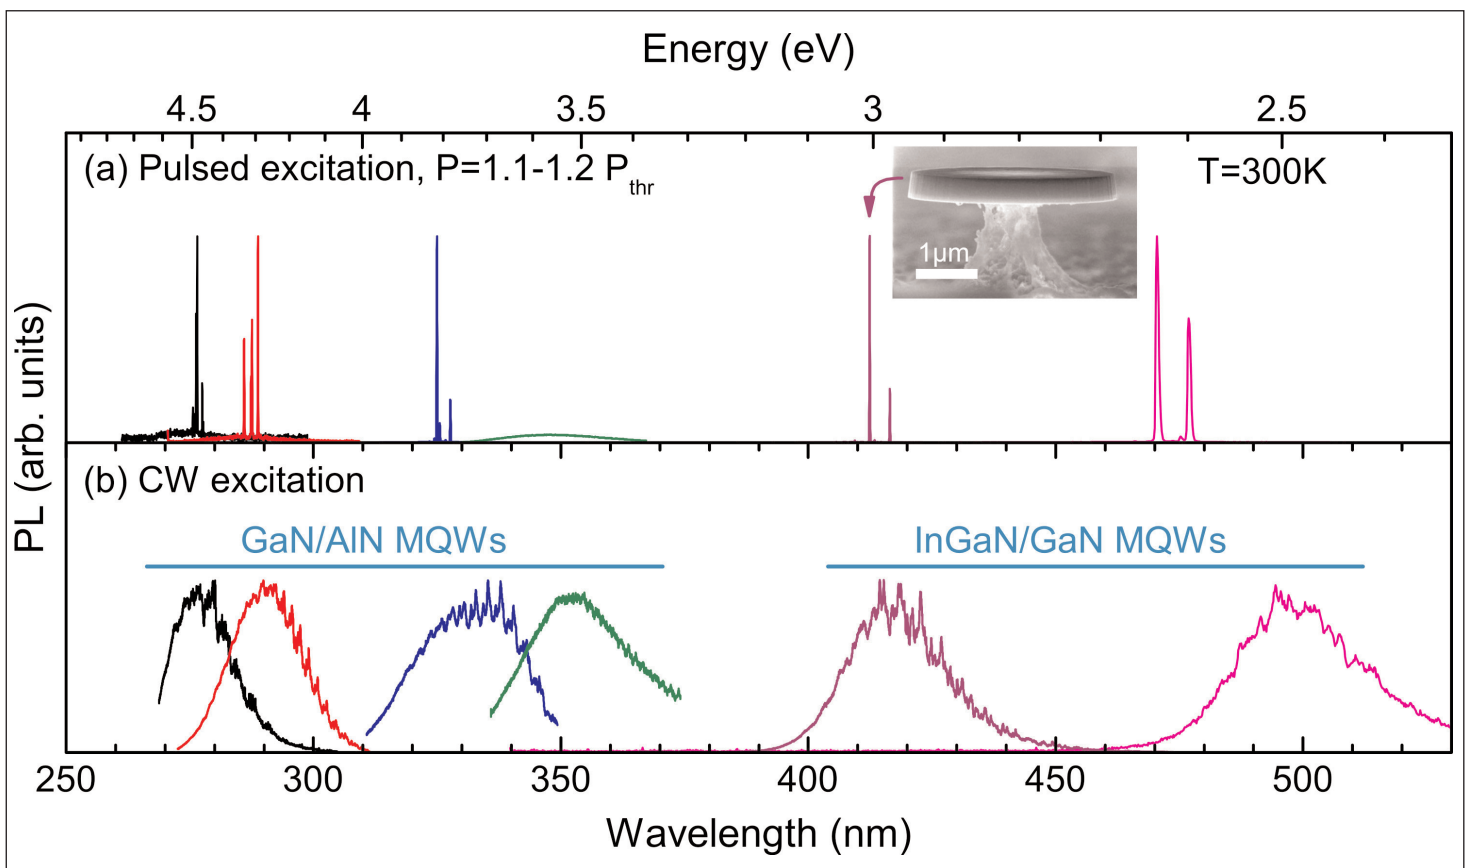 Energy (eV)
4.5 4 3.5 3 2.5
(a) Pulsed excitation, P=1.1-1.2 Pthr
T=300K
1μm
PL (arb. units)
(b) CW excitation
GaN/AlN MQWs
InGaN/GaN MQWs
250 300 350 400 450 500
Wavelength (nm)